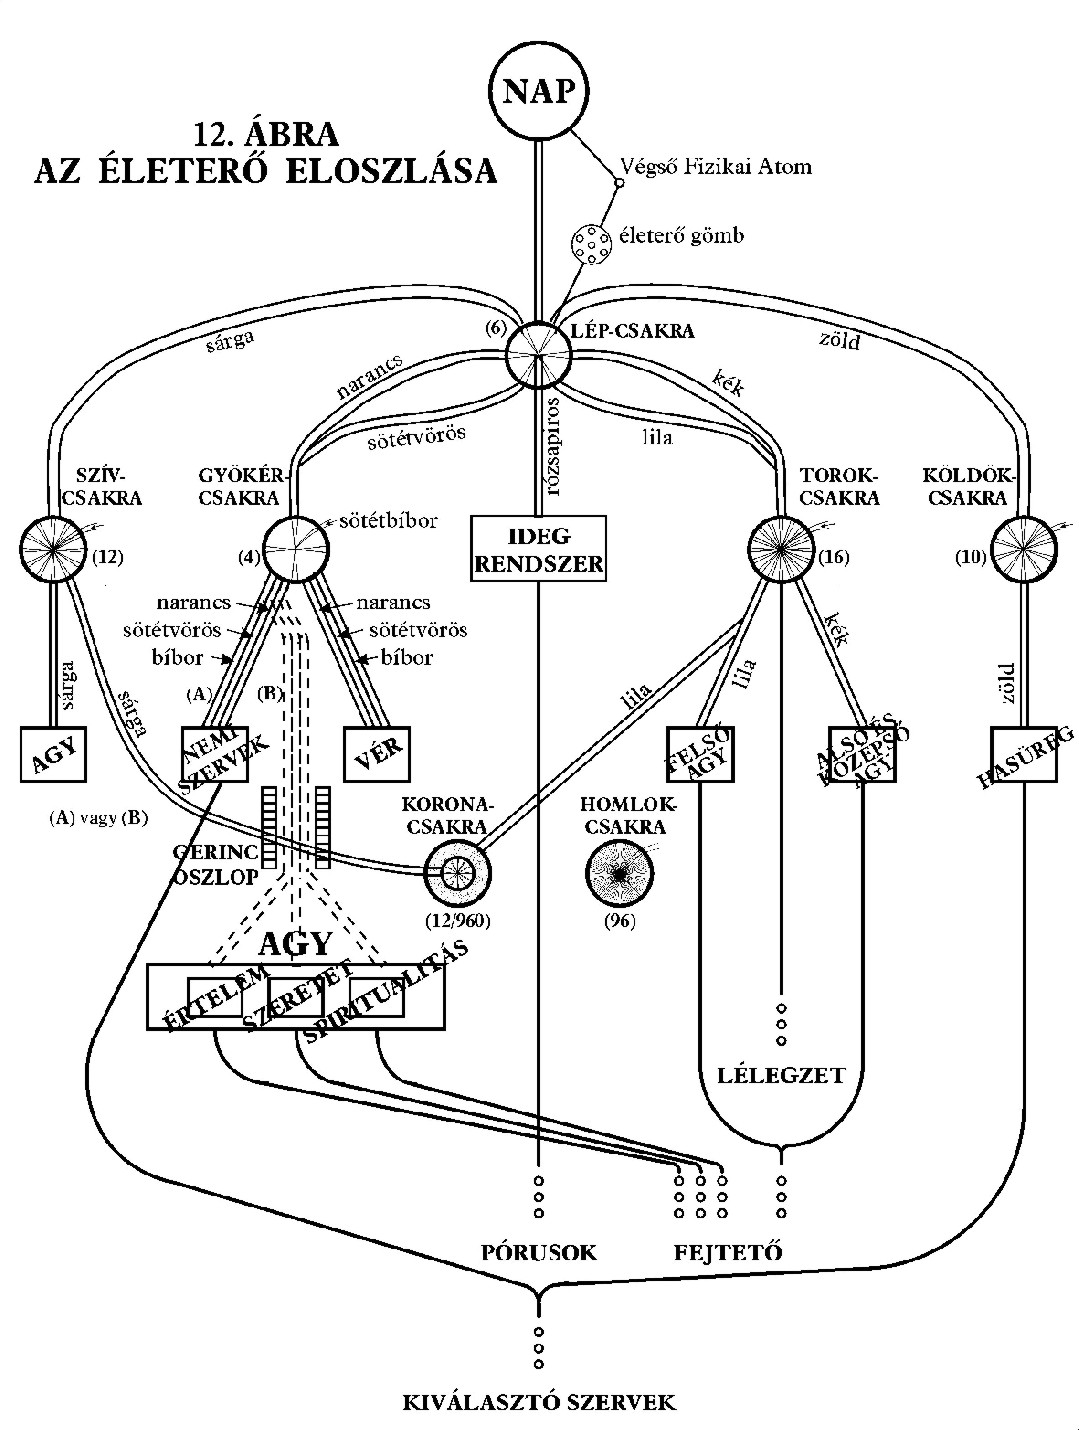 NAP
12. ÁBRA
AZ ÉLETERŐ ELOSZLÁSA
Végső Fizikai Atom
életerő gömb
(6)
LÉP-CSAKRA
sárga
zöld
narancs
kék
sötétvörös
lila
rózsapiros
SZÍV-
CSAKRA
GYÖKÉR-
CSAKRA
TOROK-
CSAKRA
KÖLDÖK-
CSAKRA
sötétbíbor
IDEG
RENDSZER
(12)
(4)
(16)
(10)
narancs
sötétvörös
bíbor
narancs
sötétvörös
bíbor
(A)
(B)
sárga
sárga
lila
lila
kék
zöld
AGY
NEMI
SZERVEK
VÉR
FELSŐ
AGY
ALSÓ ÉS
KÖZÉPSŐ
AGY
HASÜREG
(A) vagy (B)
KORONA-
CSAKRA
HOMLOK-
CSAKRA
GERINC
OSZLOP
(12/960)
(96)
AGY
ÉRTELEM
SZERETET
SPIRITUALITÁS
LÉLEGZET
PÓRUSOK
FEJTETŐ
KIVÁLASZTÓ SZERVEK